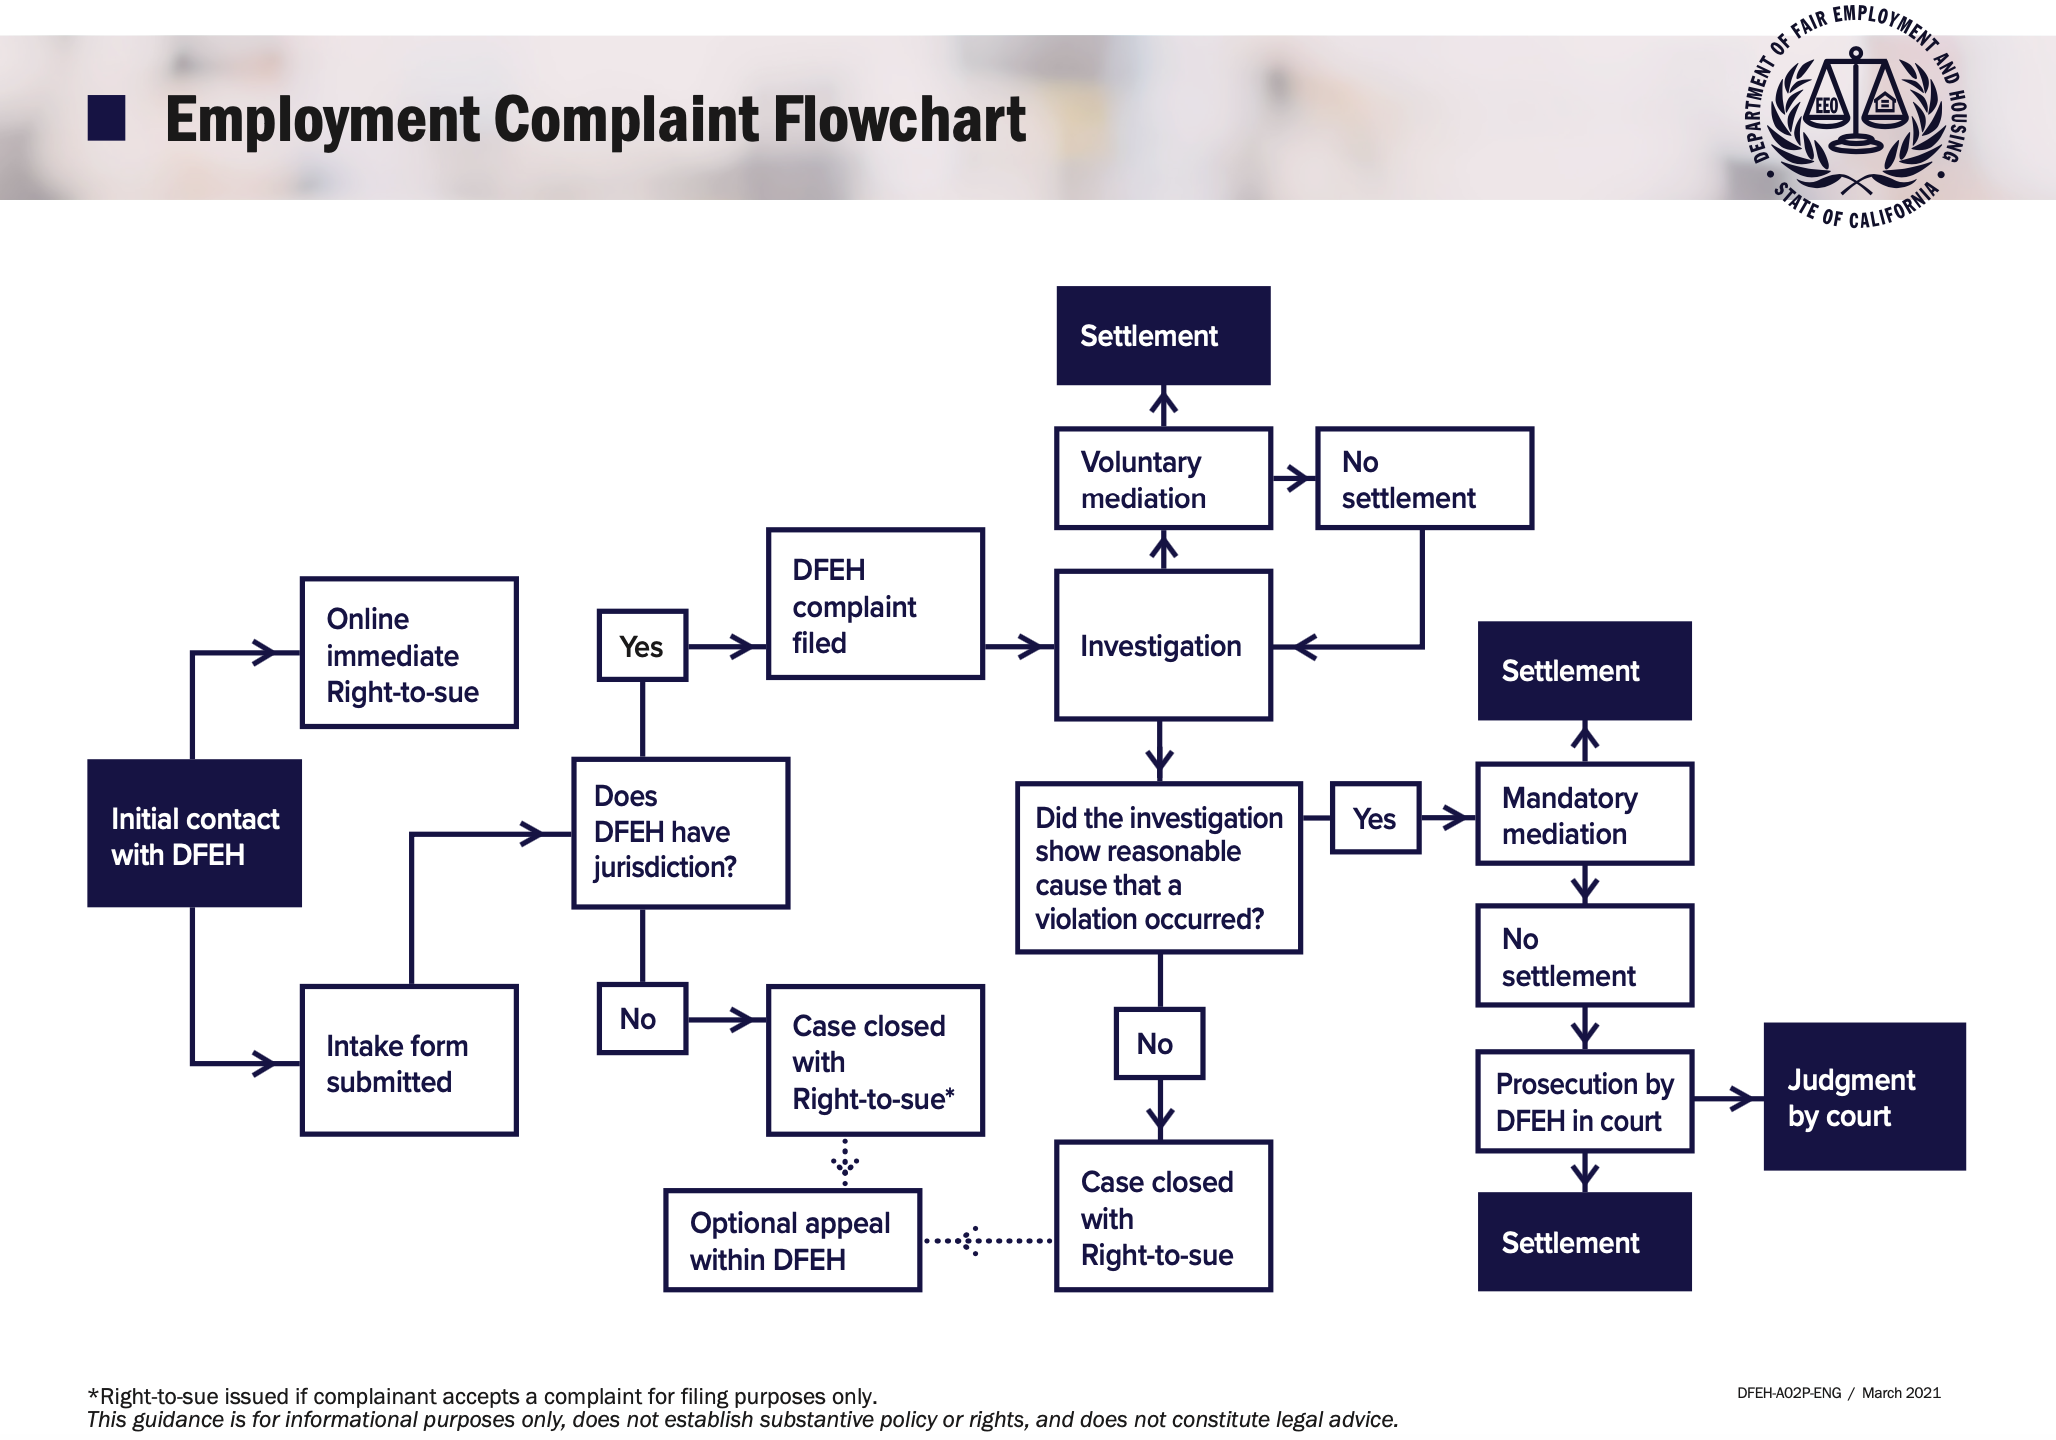 Employment Complaint Flowchart
DEPARTMENT OF FAIR EMPLOYMENT AND HOUSING
• STATE OF CALIFORNIA •
EEO
Settlement
Voluntary
mediation
No
settlement
DFEH
complaint
filed
Online
immediate
Right-to-sue
Yes
Investigation
Settlement
Initial contact
with DFEH
Does
DFEH have
jurisdiction?
Did the investigation
show reasonable
cause that a
violation occurred?
Yes
Mandatory
mediation
No
settlement
Intake form
submitted
No
Case closed
with
Right-to-sue*
No
Prosecution by
DFEH in court
Judgment
by court
Optional appeal
within DFEH
Case closed
with
Right-to-sue
Settlement
*Right-to-sue issued if complainant accepts a complaint for filing purposes only.
This guidance is for informational purposes only, does not establish substantive policy or rights, and does not constitute legal advice.
DFEH-A02P-ENG / March 2021